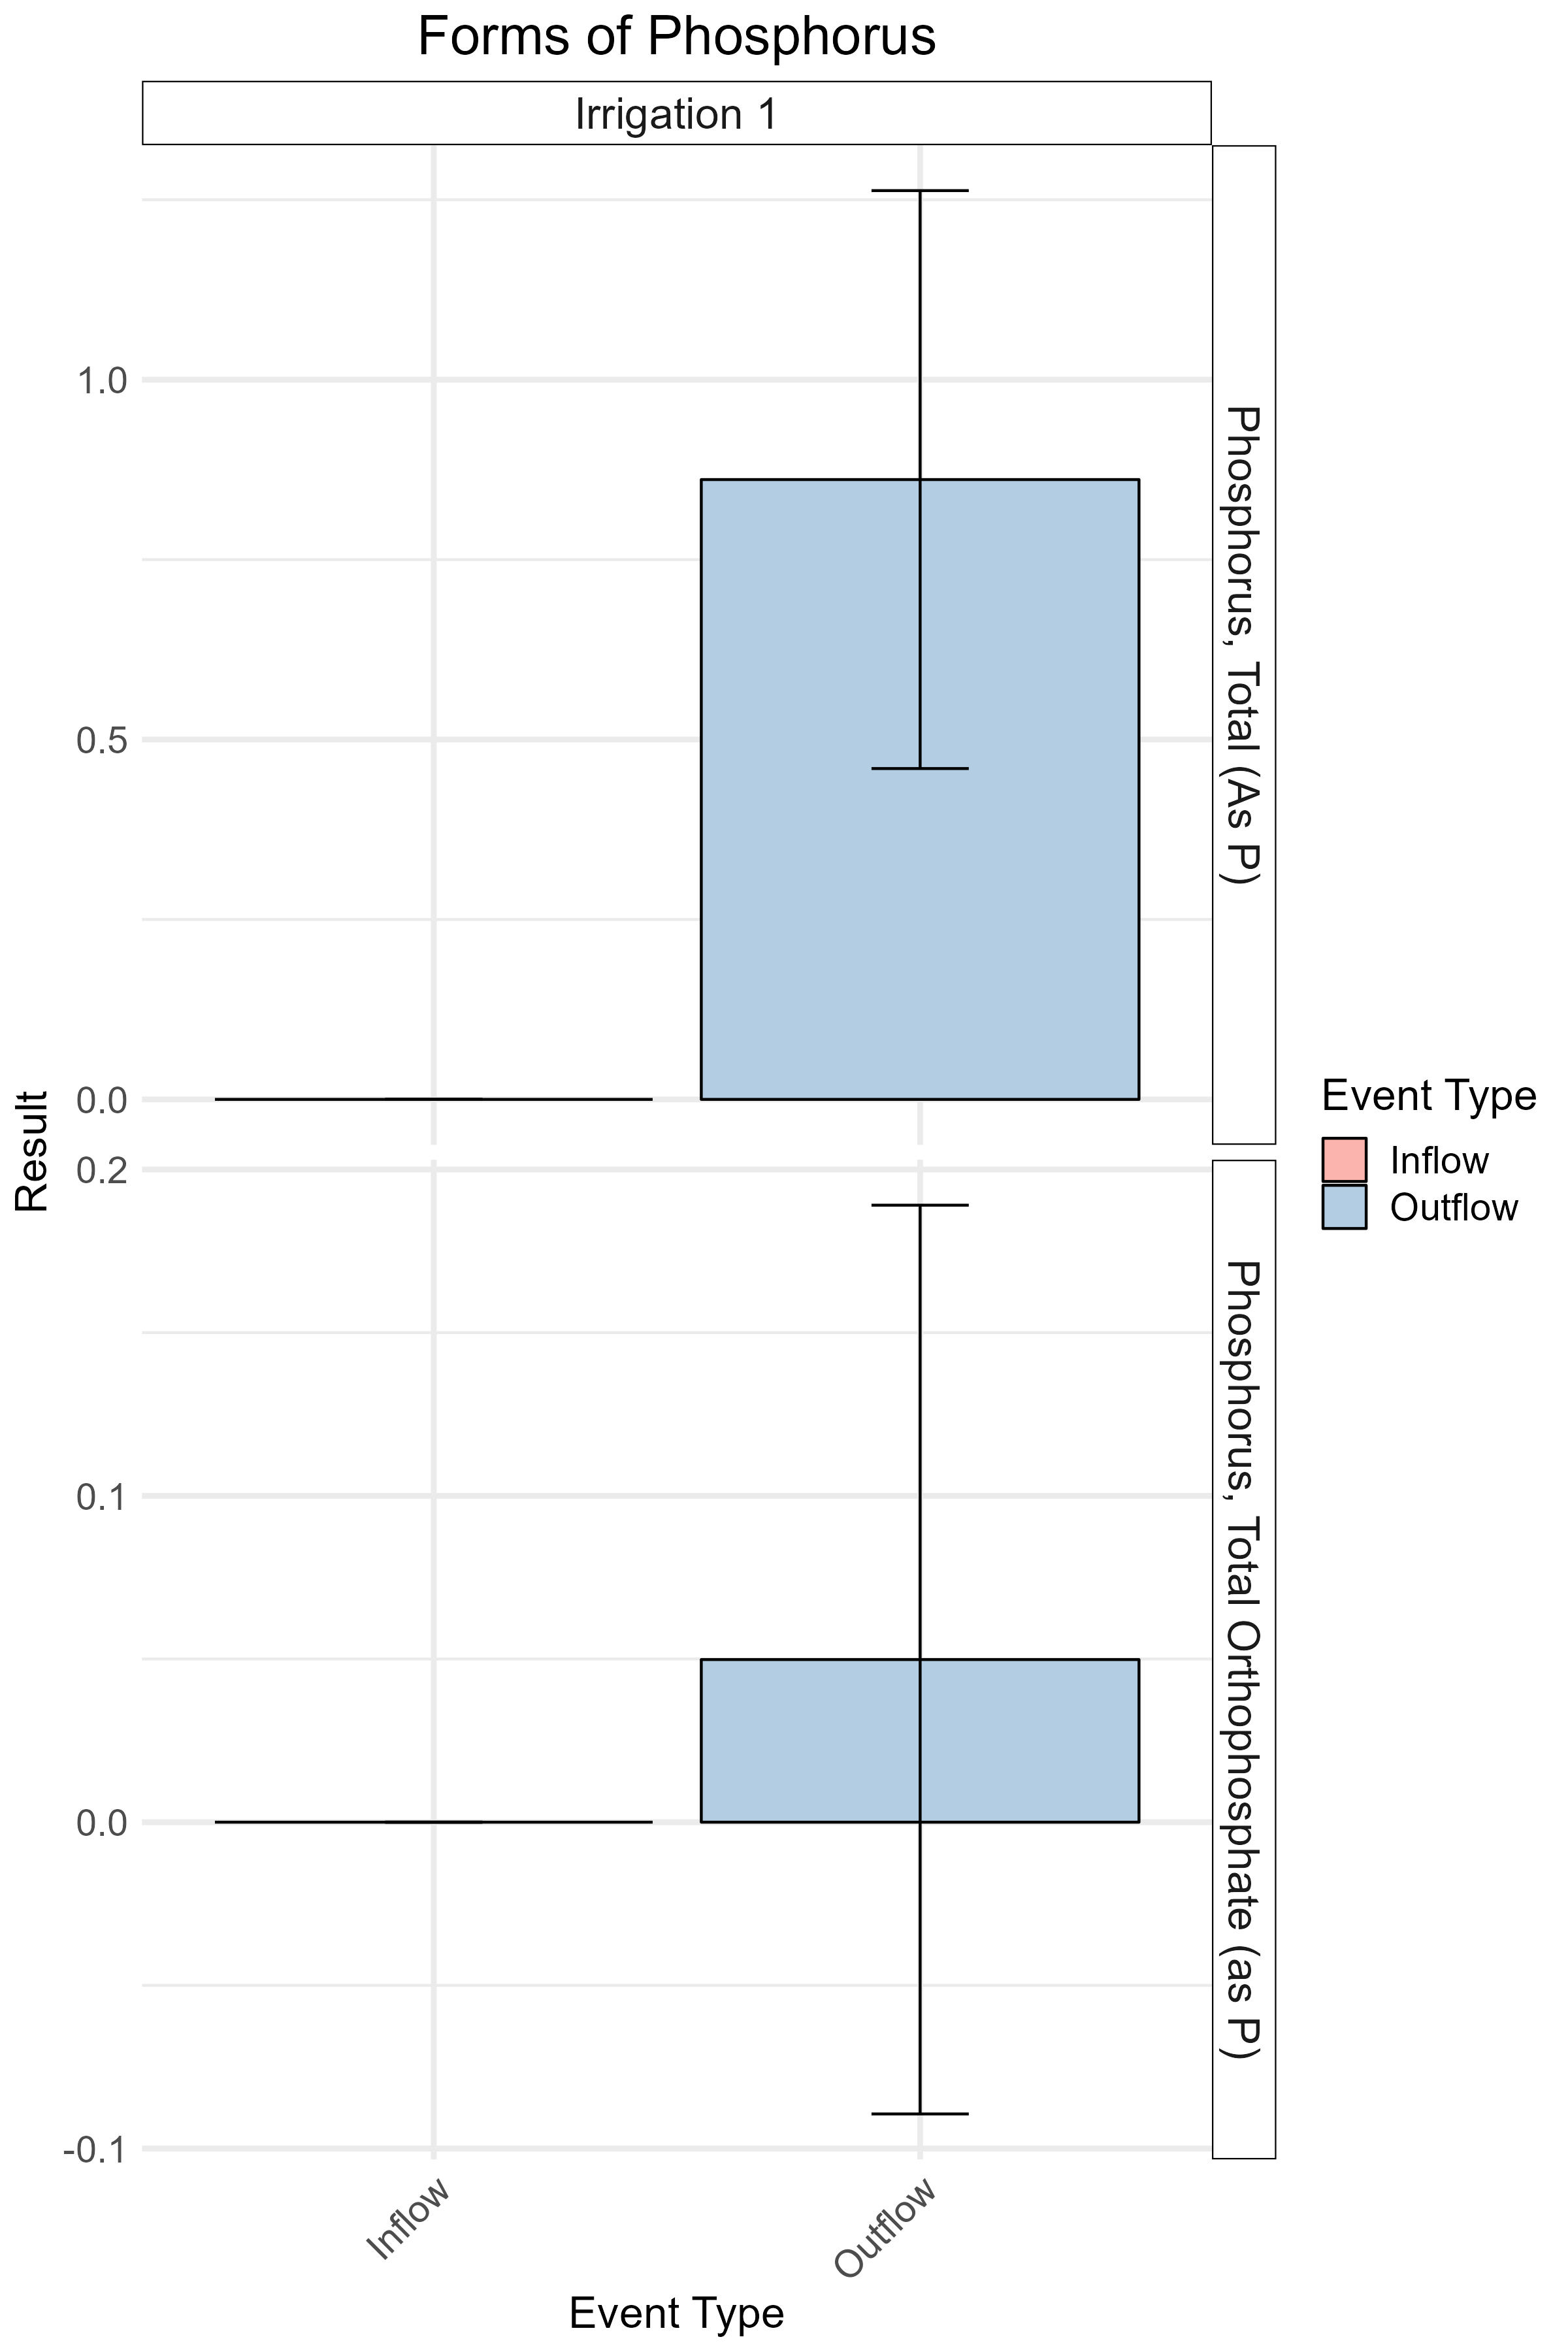 Forms of Phosphorus
Irrigation 1
1.0
0.5
0.0
Phosphorus, Total (As P)
0.2
0.1
0.0
-0.1
Phosphorus, Total Orthophosphate (as P)
Result
Inflow
Outflow
Event Type
Event Type
Inflow
Outflow